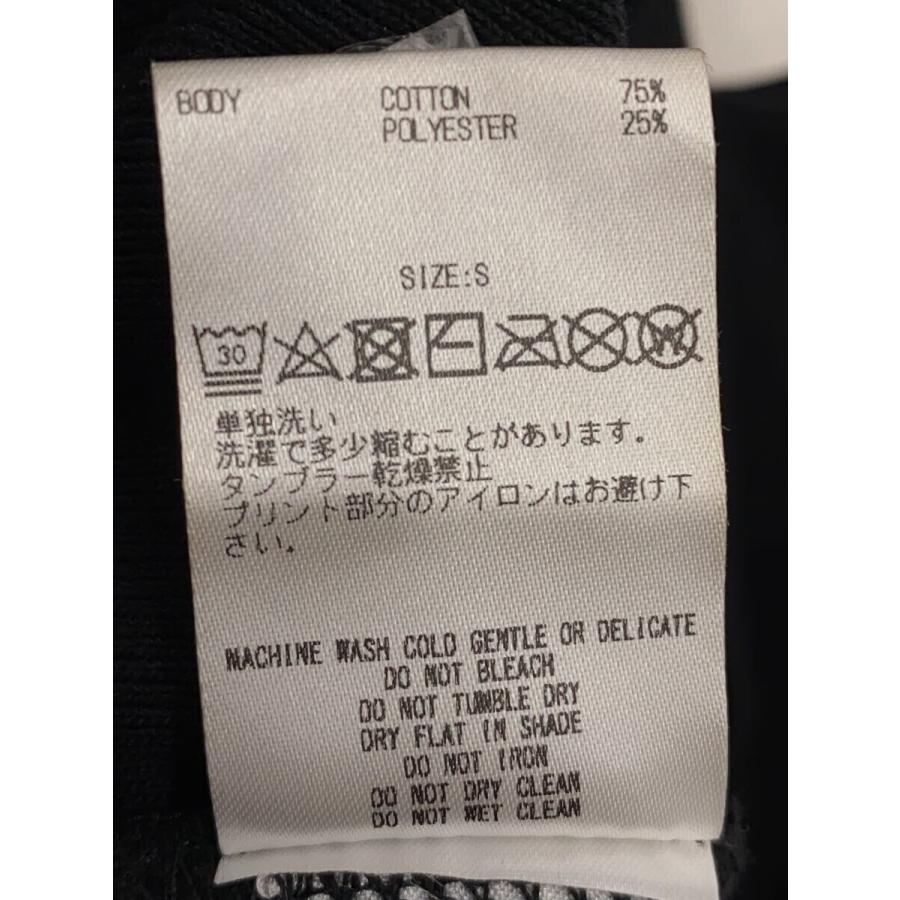 BODY COTTON 75%
POLYESTER 25%
SIZE:S
30
W
単独洗い
洗濯で多少縮むことがあります。
タンブラー乾燥禁止
プリント部分のアイロンはお避け下
さい。
MACHINE WASH COLD GENTLE OR DELICATE
DO NOT BLEACH
DO NOT TUMBLE DRY
DRY FLAT IN SHADE
DO NOT IRON
DO NOT DRY CLEAN
DO NOT WET CLEAN